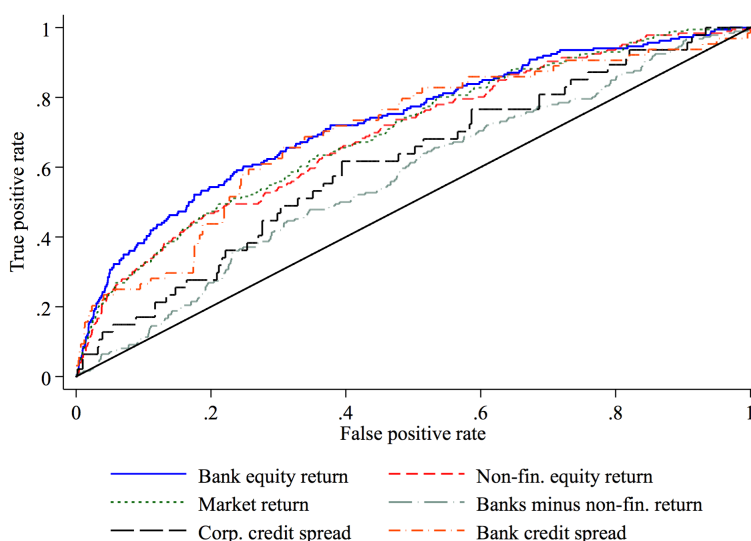 1
.8
.6
.4
.2
0
True positive rate
0 .2 .4 .6 .8 1
False positive rate
Bank equity return Non-fin. equity return
Market return Banks minus non-fin. return
Corp. credit spread Bank credit spread